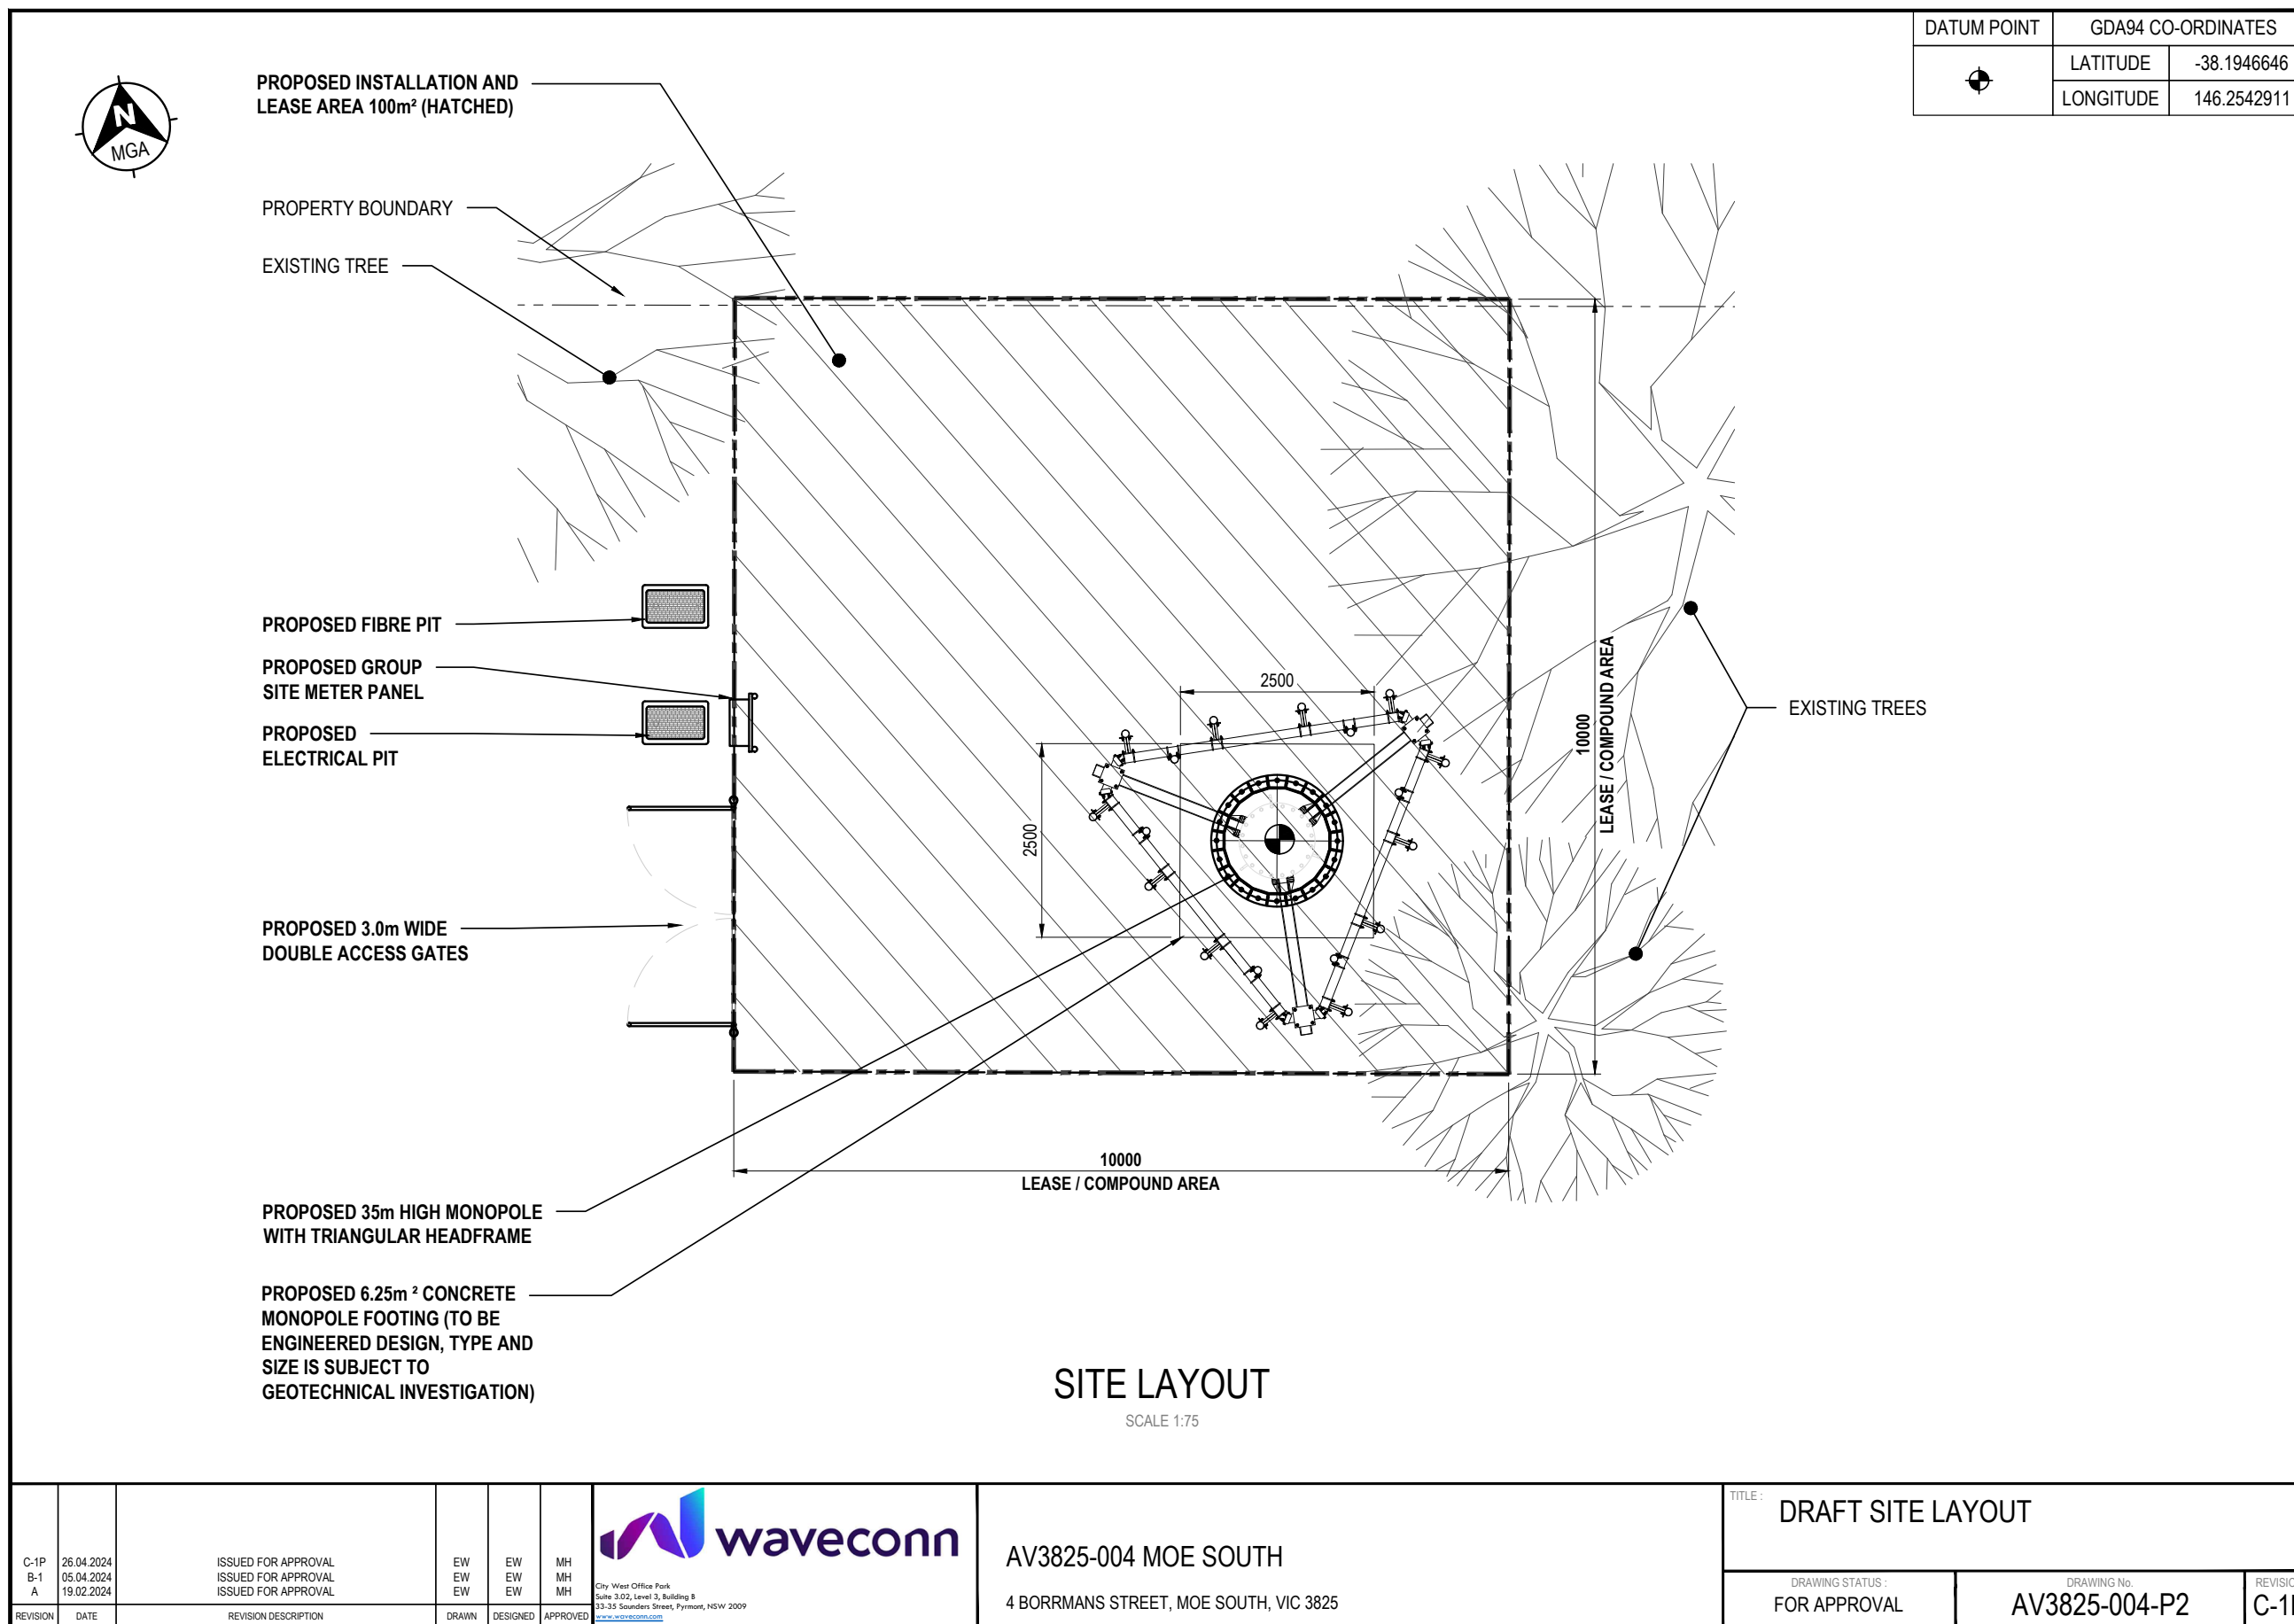 DATUM POINT
GDA94 CO-ORDINATES
LATITUDE -38.1946646
LONGITUDE 146.2542911
N
MGA
PROPOSED INSTALLATION AND
LEASE AREA 100m² (HATCHED)
PROPERTY BOUNDARY
EXISTING TREE
PROPOSED FIBRE PIT
PROPOSED GROUP
SITE METER PANEL
PROPOSED
ELECTRICAL PIT
PROPOSED 3.0m WIDE
DOUBLE ACCESS GATES
2500
2500
10000
LEASE / COMPOUND AREA
EXISTING TREES
10000
LEASE / COMPOUND AREA
PROPOSED 35m HIGH MONOPOLE
WITH TRIANGULAR HEADFRAME
PROPOSED 6.25m ² CONCRETE
MONOPOLE FOOTING (TO BE
ENGINEERED DESIGN, TYPE AND
SIZE IS SUBJECT TO
GEOTECHNICAL INVESTIGATION)
SITE LAYOUT
SCALE 1:75
C-1P 26.04.2024 ISSUED FOR APPROVAL EW EW MH
B-1 05.04.2024 ISSUED FOR APPROVAL EW EW MH
A 19.02.2024 ISSUED FOR APPROVAL EW EW MH
REVISION DATE REVISION DESCRIPTION DRAWN DESIGNED APPROVED
waveconn
City West Office Park
Suite 3.02, Level 3, Building B
33-35 Saunders Street, Pyrmont, NSW 2009
www.waveconn.com
AV3825-004 MOE SOUTH
4 BORRMANS STREET, MOE SOUTH, VIC 3825
TITLE :
DRAFT SITE LAYOUT
DRAWING STATUS :
FOR APPROVAL
DRAWING No.
AV3825-004-P2